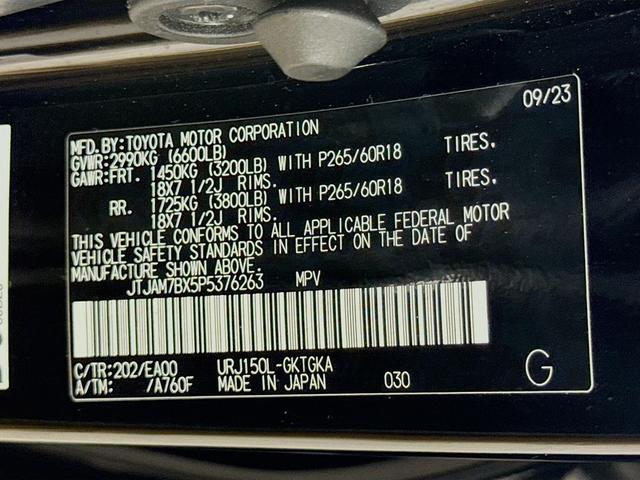 09/23
MFD.BY:TOYOTA MOTOR CORPORATION
GVWR:2990KG (6600LB)
GAWR:FRT. 1450KG (3200LB) WITH P265/60R18 TIRES.
18X7 1/2J RIMS.
RR. 1725KG (3800LB) WITH P265/60R18 TIRES.
18X7 1/2J RIMS.
THIS VEHICLE CONFORMS TO ALL APPLICABLE FEDERAL MOTOR
VEHICLE SAFETY STANDARDS IN EFFECT ON THE DATE OF
MANUFACTURE SHOWN ABOVE.
JTJAM7BX5P5376263 MPV
C/TR:202/EA00 URJ150L-GKTGKA
A/TM: /A760F MADE IN JAPAN 030 G